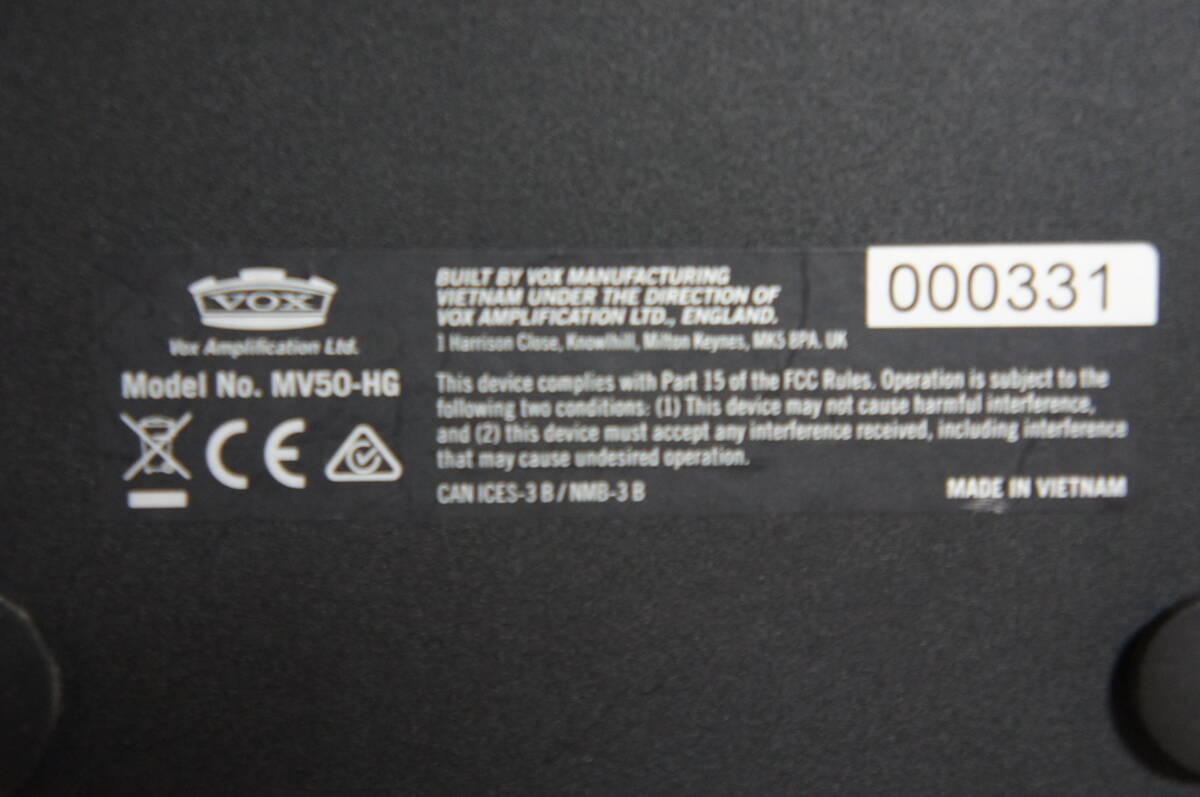 VOX
Vox Amplification Ltd.
Model No. MV50-HG
CE
BUILT BY VOX MANUFACTURING
VIETNAM UNDER THE DIRECTION OF
VOX AMPLIFICATION LTD., ENGLAND.
1 Harrison Close, Knowlhill, Milton Keynes, MK5 8PA. UK
000331
This device complies with Part 15 of the FCC Rules. Operation is subject to the
following two conditions: (1) This device may not cause harmful interference,
and (2) this device must accept any interference received, including interference
that may cause undesired operation.
CAN ICES-3 B / NMB-3 B
MADE IN VIETNAM